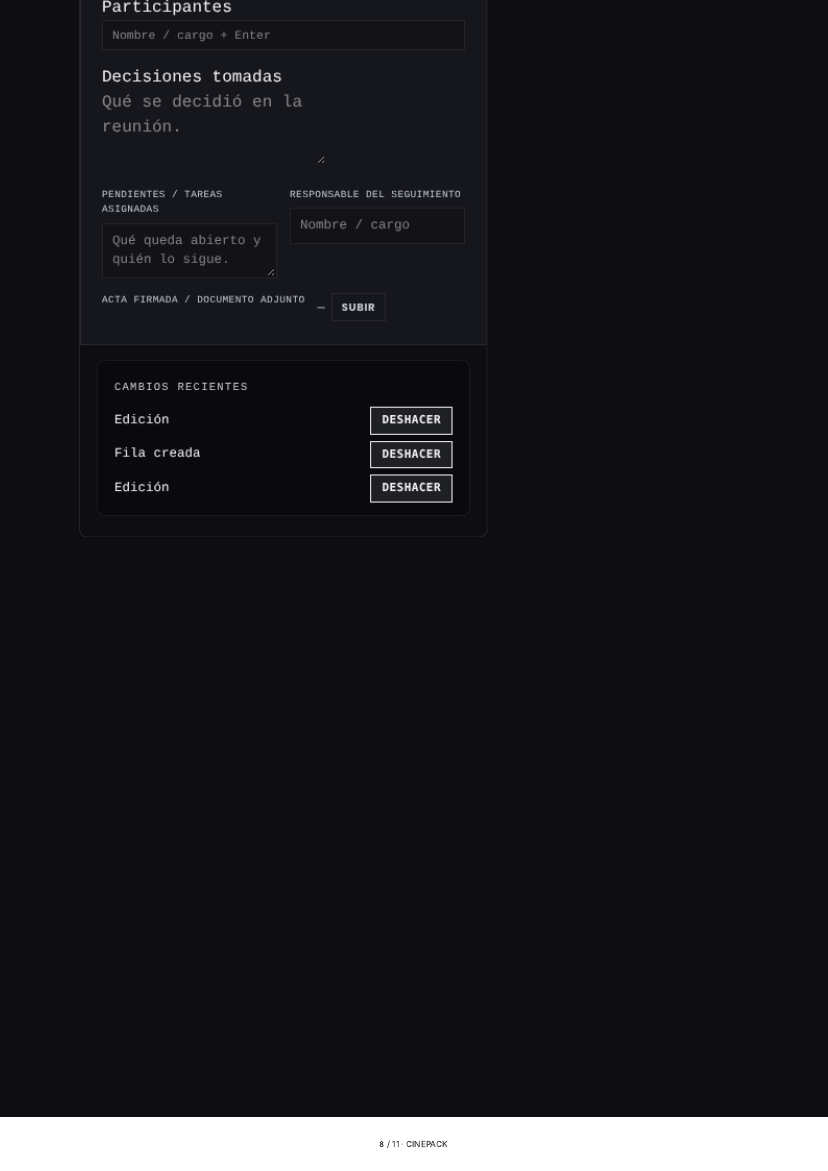 Participantes
Nombre / cargo + Enter
Decisiones tomadas
Qué se decidió en la
reunión.
PENDIENTES / TAREAS
ASIGNADAS
Qué queda abierto y
quién lo sigue.
RESPONSABLE DEL SEGUIMIENTO
Nombre / cargo
ACTA FIRMADA / DOCUMENTO ADJUNTO
— SUBIR
CAMBIOS RECIENTES
Edición DESHACER
Fila creada DESHACER
Edición DESHACER
8 / 11 · CINEPACK